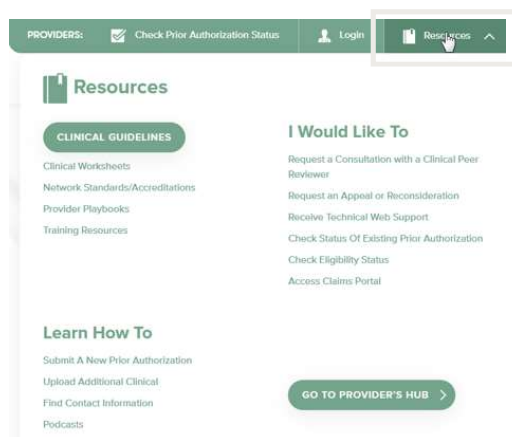 PROVIDERS: Check Prior Authorization Status Login Resources
Resources
CLINICAL GUIDELINES
Clinical Worksheets
Network Standards/Accreditations
Provider Playbooks
Training Resources
I Would Like To
Request a Consultation with a Clinical Peer
Reviewer
Request an Appeal or Reconsideration
Receive Technical Web Support
Check Status Of Existing Prior Authorization
Check Eligibility Status
Access Claims Portal
Learn How To
Submit A New Prior Authorization
Upload Additional Clinical
Find Contact Information
Podcasts
GO TO PROVIDER'S HUB